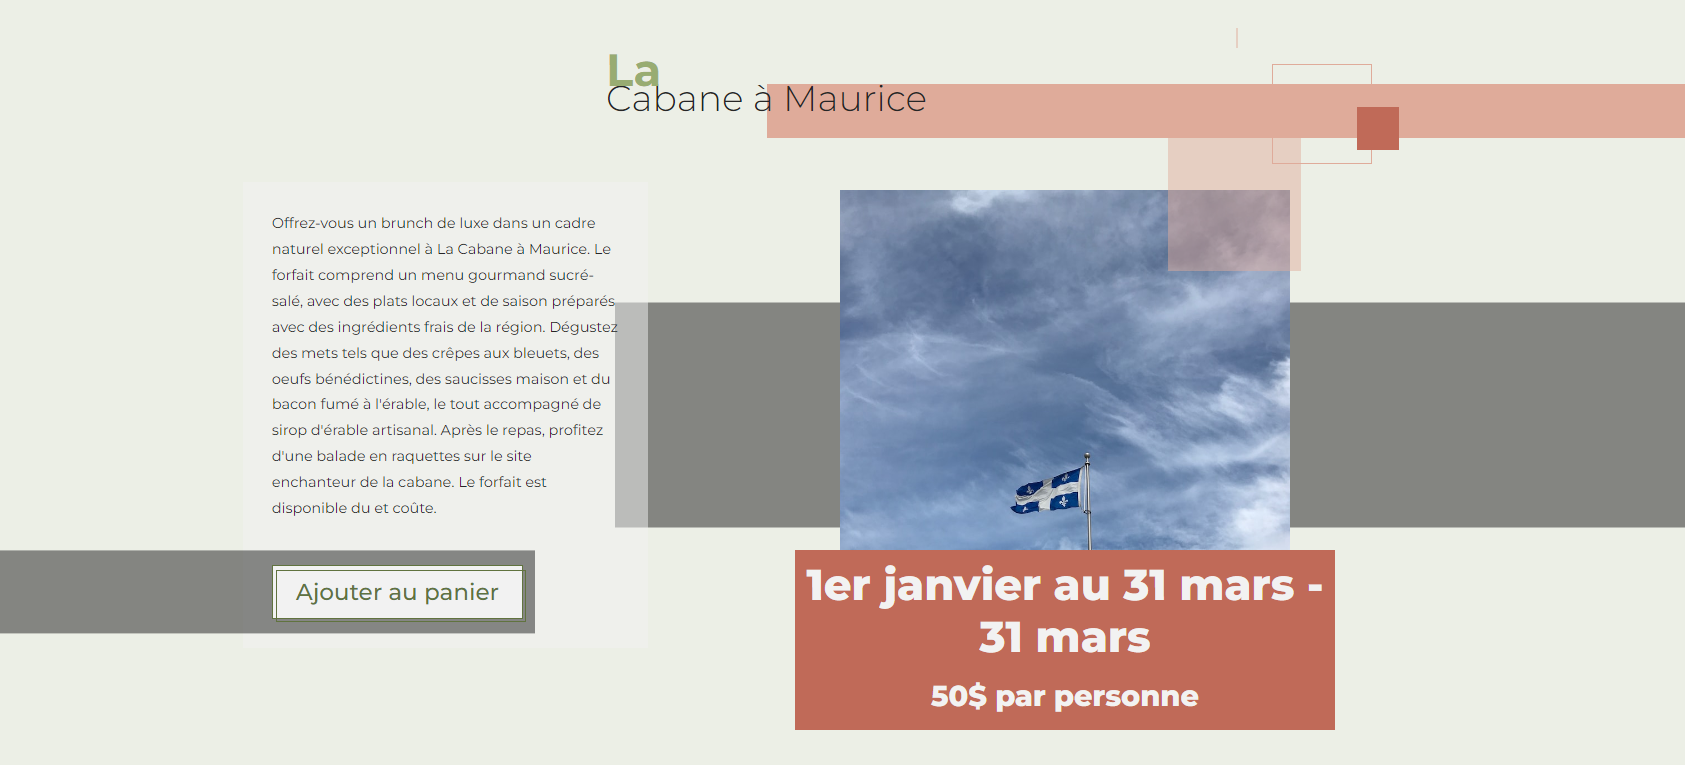 La
Cabane à Maurice
Offrez-vous un brunch de luxe dans un cadre
naturel exceptionnel à La Cabane à Maurice. Le
forfait comprend un menu gourmand sucré-
salé, avec des plats locaux et de saison préparés
avec des ingrédients frais de la région. Dégustez
des mets tels que des crêpes aux bleuets, des
oeufs bénédictines, des saucisses maison et du
bacon fumé à l'érable, le tout accompagné de
sirop d'érable artisanal. Après le repas, profitez
d'une balade en raquettes sur le site
enchanteur de la cabane. Le forfait est
disponible du et coûte.
Ajouter au panier
1er janvier au 31 mars -
31 mars
50$ par personne